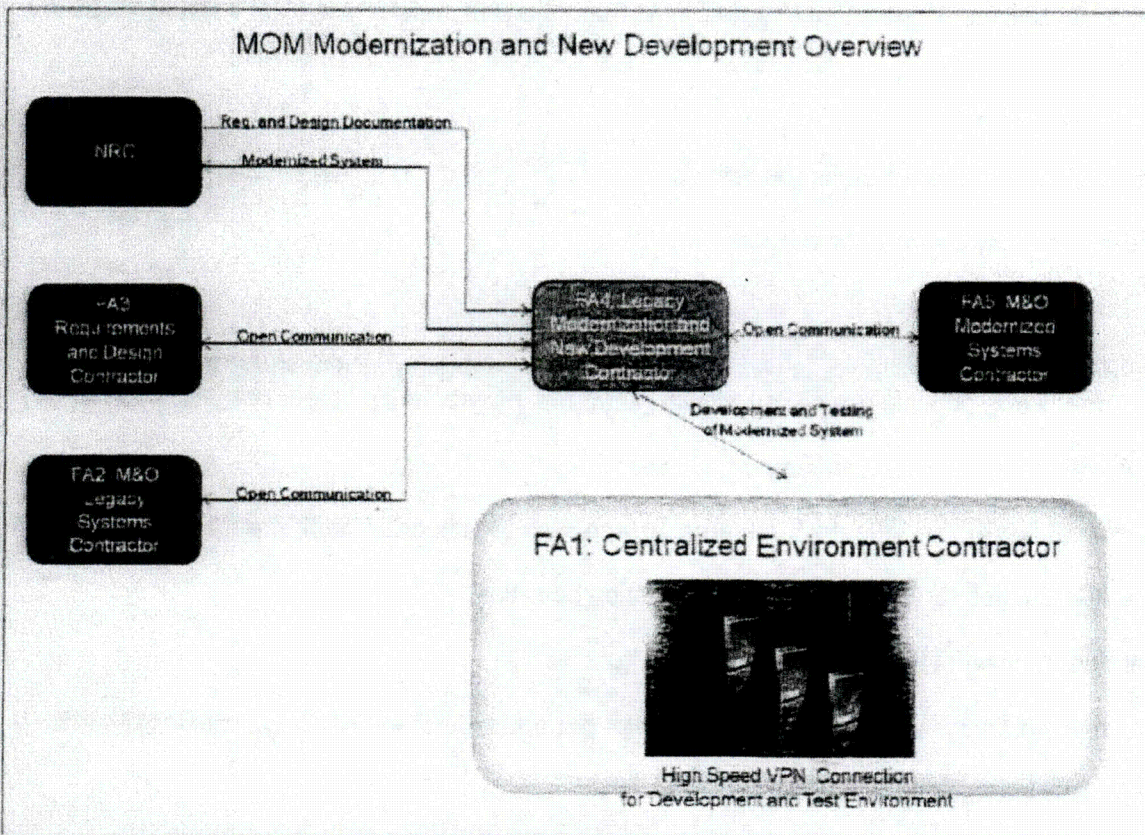 MOM Modernization and New Development Overview
NRC
Req. and Design Documentation
Modernized System
FA3
Requirements
and Design
Contractor
Open Communication
FA2 M&O
Legacy
Systems
Contractor
Open Communication
FA4 Legacy
Modernization and
New Development
Contractor
Open Communication
FA5 M&O
Modernized
Systems
Contractor
Development and Testing
of Modernized System
FA1: Centralized Environment Contractor
High Speed VPN Connection
for Development and Test Environment